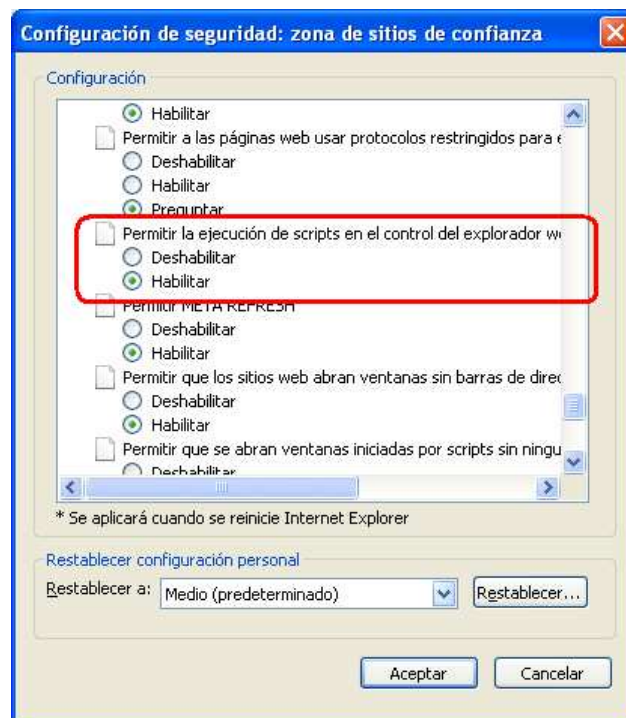 Configuración de seguridad: zona de sitios de confianza
Configuración
Habilitar
Permitir a las páginas web usar protocolos restringidos para e
Deshabilitar
Habilitar
Preguntar
Permitir la ejecución de scripts en el control del explorador we
Deshabilitar
Habilitar
Permitir META REFRESH
Deshabilitar
Habilitar
Permitir que los sitios web abran ventanas sin barras de direc
Deshabilitar
Habilitar
Permitir que se abran ventanas iniciadas por scripts sin ningu
Deshabilitar
* Se aplicará cuando se reinicie Internet Explorer
Restablecer configuración personal
Restablecer a: Medio (predeterminado) Restablecer...
Aceptar Cancelar